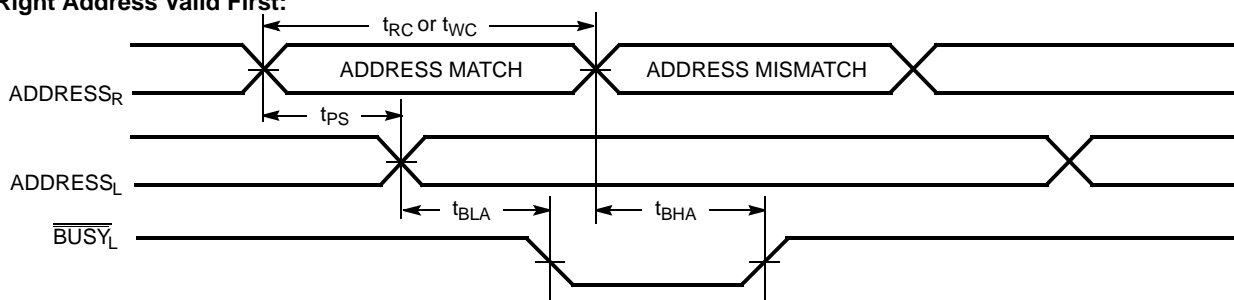 Right Address Valid First:
tRC or tWC
ADDRESS MATCH
ADDRESS MISMATCH
ADDRESSR
tPS
ADDRESSL
tBLA
tBHA
BUSYL